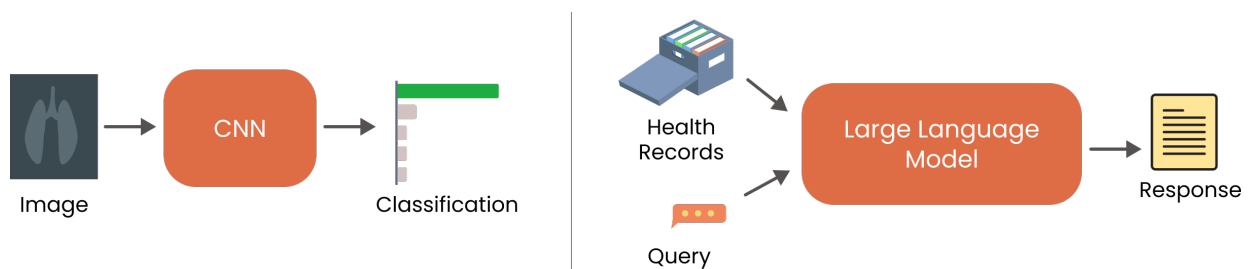 CNN
Image
Classification
Health
Records
Query
Large Language
Model
Response